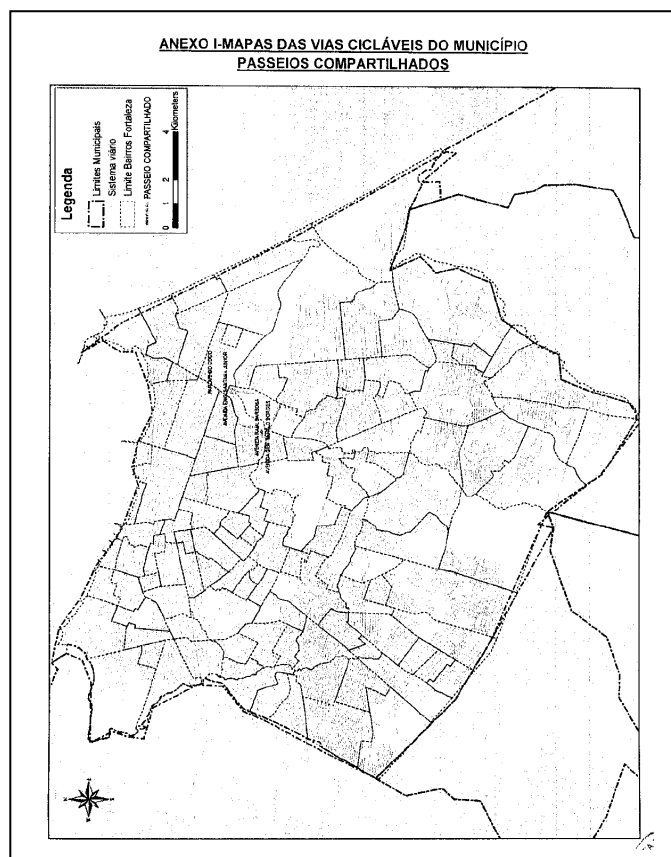 ANEXO I-MAPAS DAS VIAS CICLÁVEIS DO MUNICÍPIO
PASSEIOS COMPARTILHADOS
Legenda
Limites Municipais
Sistema viário
Limite Bairros Fortaleza
PASSEIO COMPARTILHADO
0 1 2 4
Kilometers